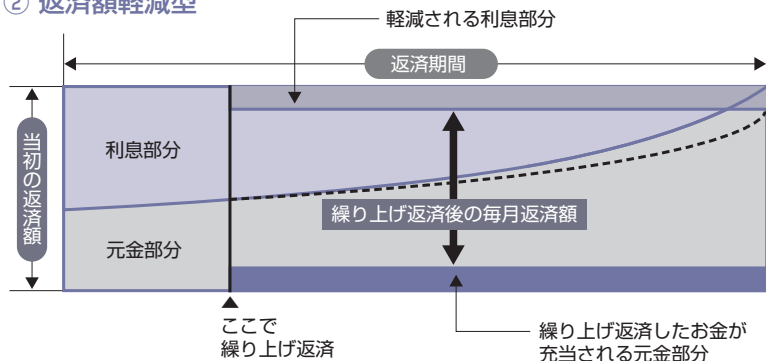 ② 返済額軽減型
軽減される利息部分
返済期間
当初の返済額
利息部分
元金部分
繰り上げ返済後の毎月返済額
ここで
繰り上げ返済
繰り上げ返済したお金が
充当される元金部分